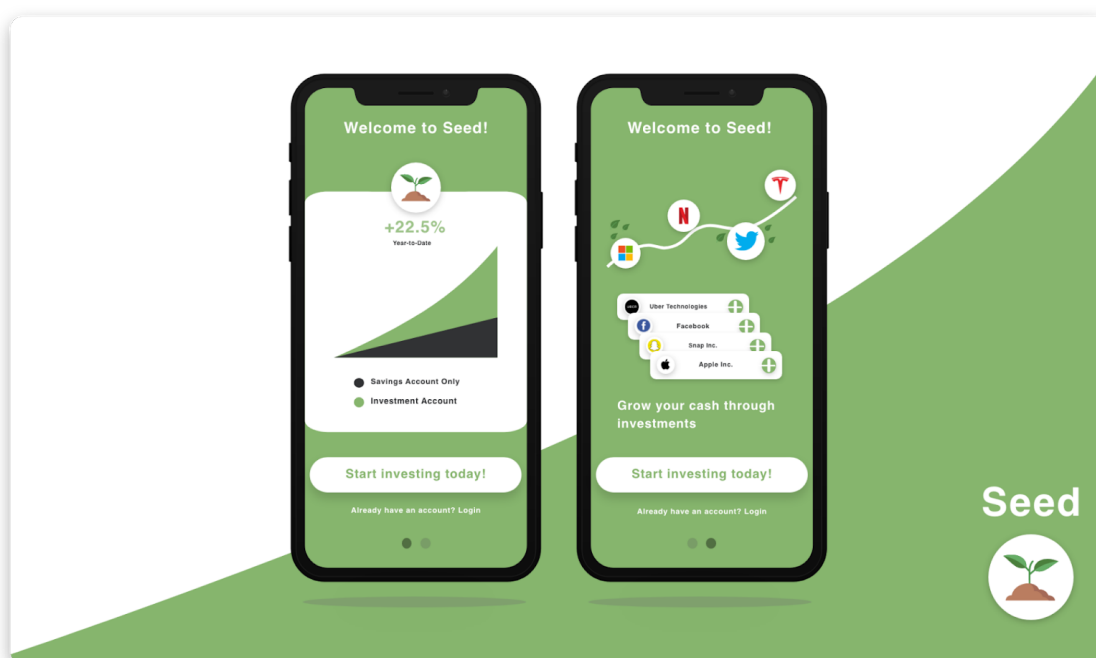 Welcome to Seed!
+22.5%
Year-to-Date
Savings Account Only
Investment Account
Start investing today!
Already have an account? Login
Welcome to Seed!
N
Uber Technologies
Facebook
Snap Inc.
Apple Inc.
Grow your cash through
investments
Start investing today!
Already have an account? Login
Seed